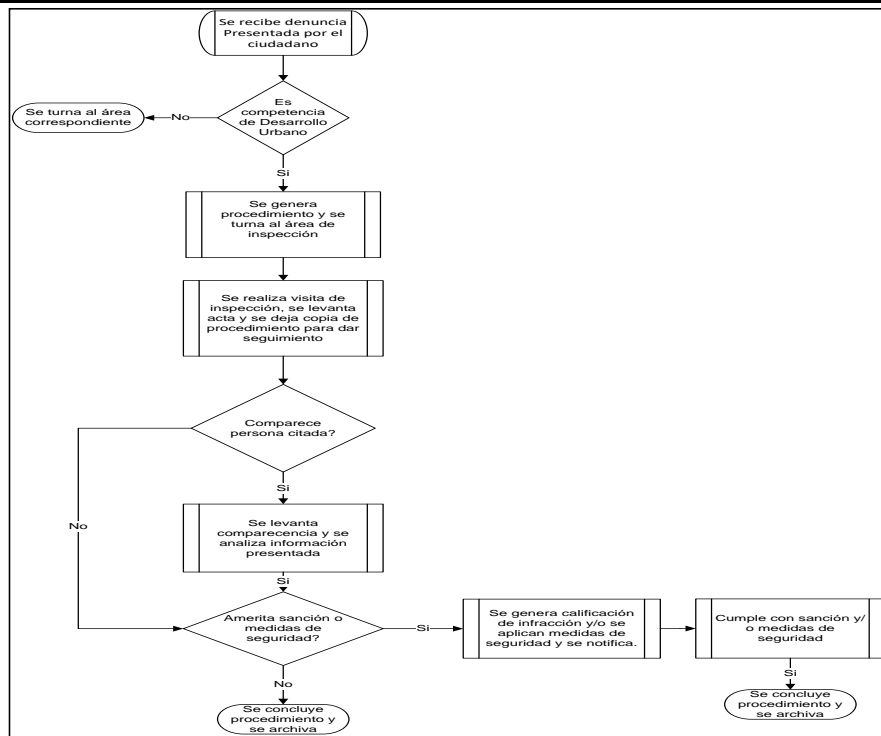 Se recibe denuncia
Presentada por el
ciudadano
Es
competencia
de Desarrollo
Urbano
No
Se turna al área
correspondiente
Si
Se genera
procedimiento y se
turna al área de
inspección
Se realiza visita de
inspección, se levanta
acta y se deja copia de
procedimiento para dar
seguimiento
Comparece
persona citada?
Si
No
Se levanta
comparecencia y se
analiza información
presentada
Si
Amerita sanción o
medidas de
seguridad?
Si
Se genera calificación
de infracción y/o se
aplican medidas de
seguridad y se notifica.
Cumple con sanción y/
o medidas de
seguridad
No
Si
Se concluye
procedimiento y
se archiva
Se concluye
procedimiento y
se archiva